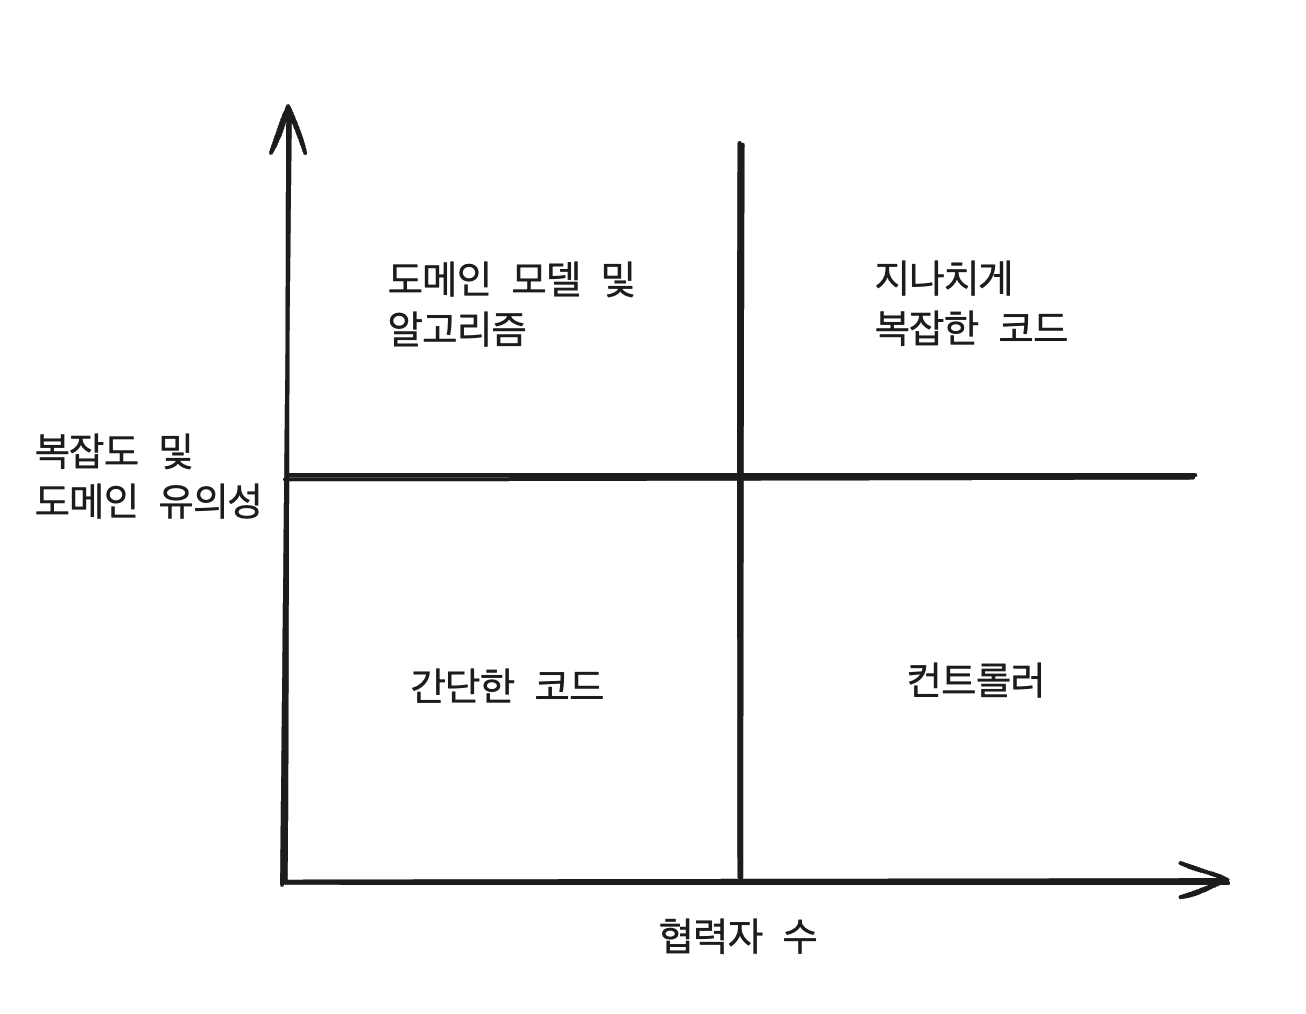 도메인 모델 및
알고리즘
지나치게
복잡한 코드
복잡도 및
도메인 유의성
간단한 코드
컨트롤러
협력자 수